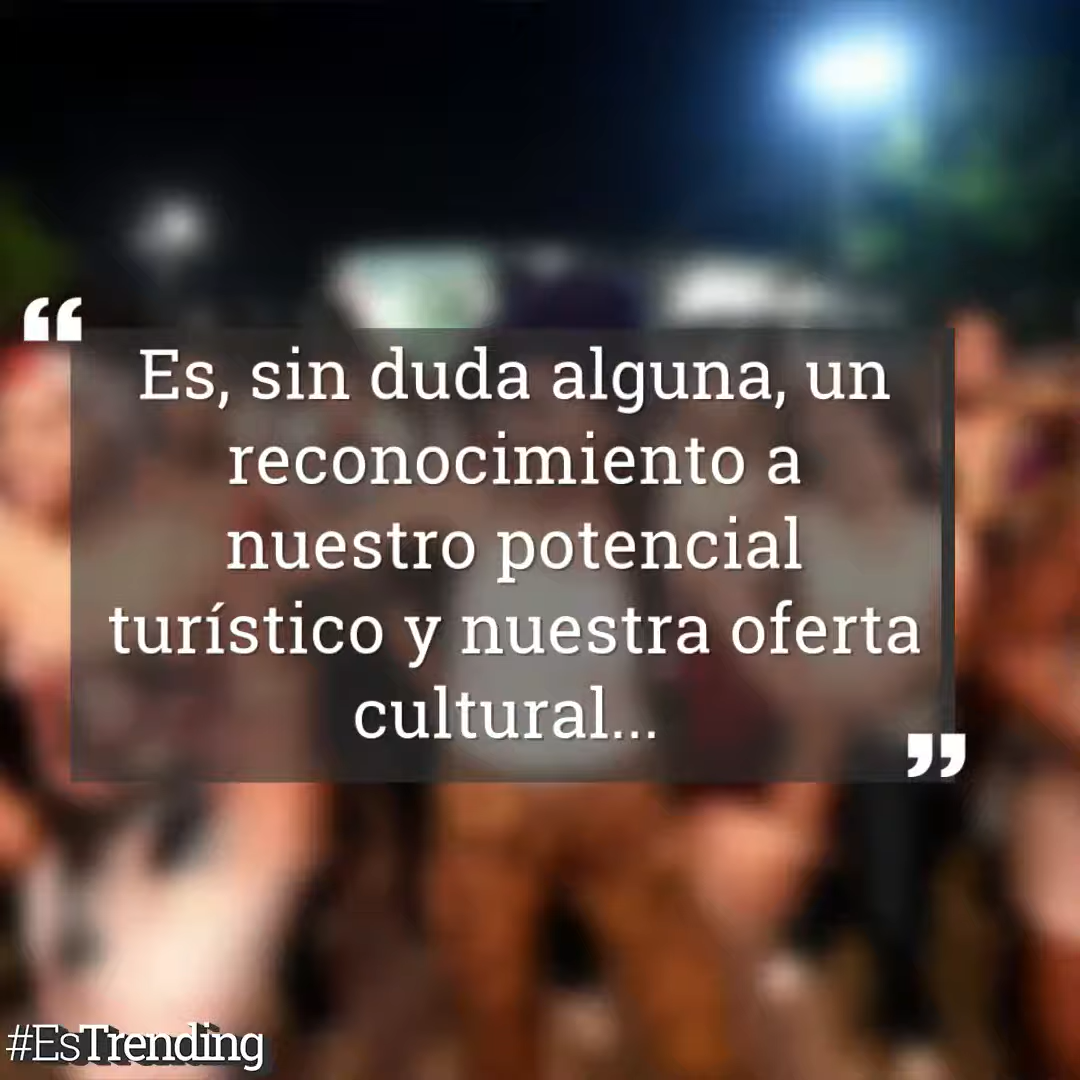 “
Es, sin duda alguna, un
reconocimiento a
nuestro potencial
turístico y nuestra oferta
cultural...
”
#EsTrending